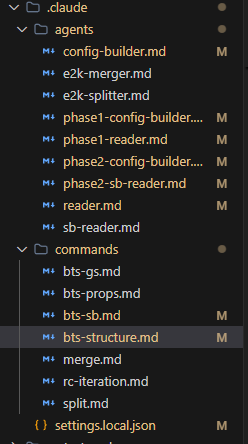 .claude
agents
config-builder.md M
e2k-merger.md
e2k-splitter.md
phase1-config-builder.... M
phase1-reader.md M
phase2-config-builder.... M
phase2-sb-reader.md M
reader.md M
sb-reader.md
commands
bts-gs.md
bts-props.md
bts-sb.md M
bts-structure.md M
merge.md
rc-iteration.md
split.md
{} settings.local.json M